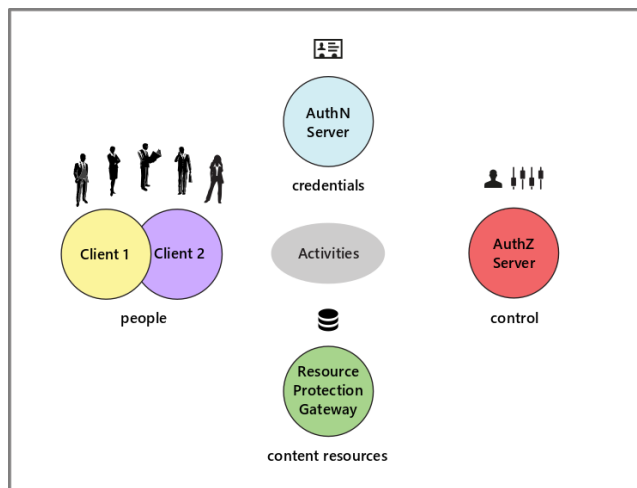 AuthN
Server
credentials
Client 1
Client 2
people
Activities
AuthZ
Server
control
Resource
Protection
Gateway
content resources